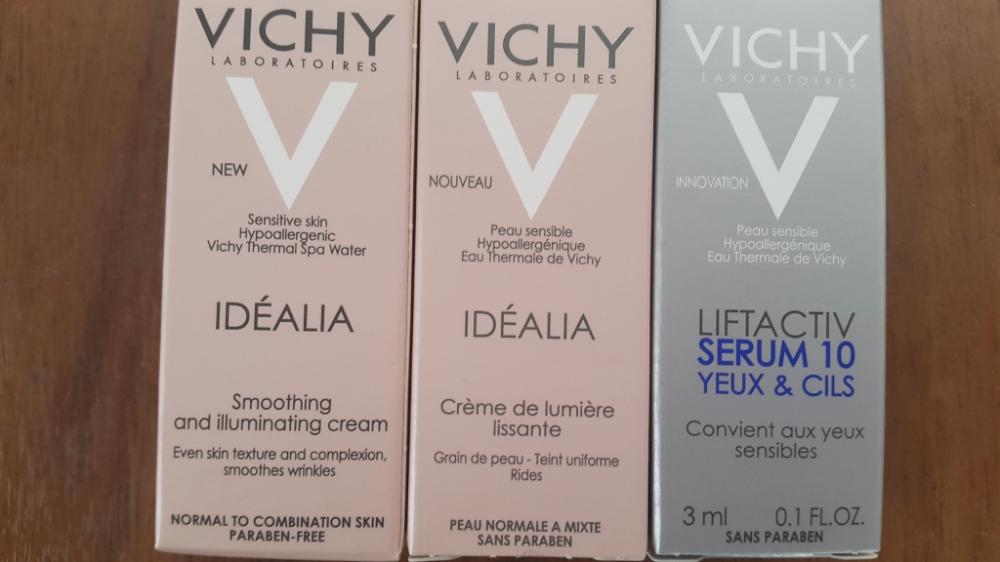 VICHY
LABORATOIRES
NEW
Sensitive skin
Hypoallergenic
Vichy Thermal Spa Water
IDÉALIA
Smoothing
and illuminating cream
Even skin texture and complexion,
smoothes wrinkles
NORMAL TO COMBINATION SKIN
PARABEN-FREE
VICHY
LABORATOIRES
NOUVEAU
Peau sensible
Hypoallergénique
Eau Thermale de Vichy
IDÉALIA
Crème de lumière
lissante
Grain de peau - Teint uniforme
Rides
PEAU NORMALE A MIXTE
SANS PARABEN
VICHY
LABORATOIRES
INNOVATION
Peau sensible
Hypoallergénique
Eau Thermale de Vichy
LIFTACTIV
SERUM 10
YEUX & CILS
Convient aux yeux
sensibles
3 ml 0.1 FL.OZ.
SANS PARABEN